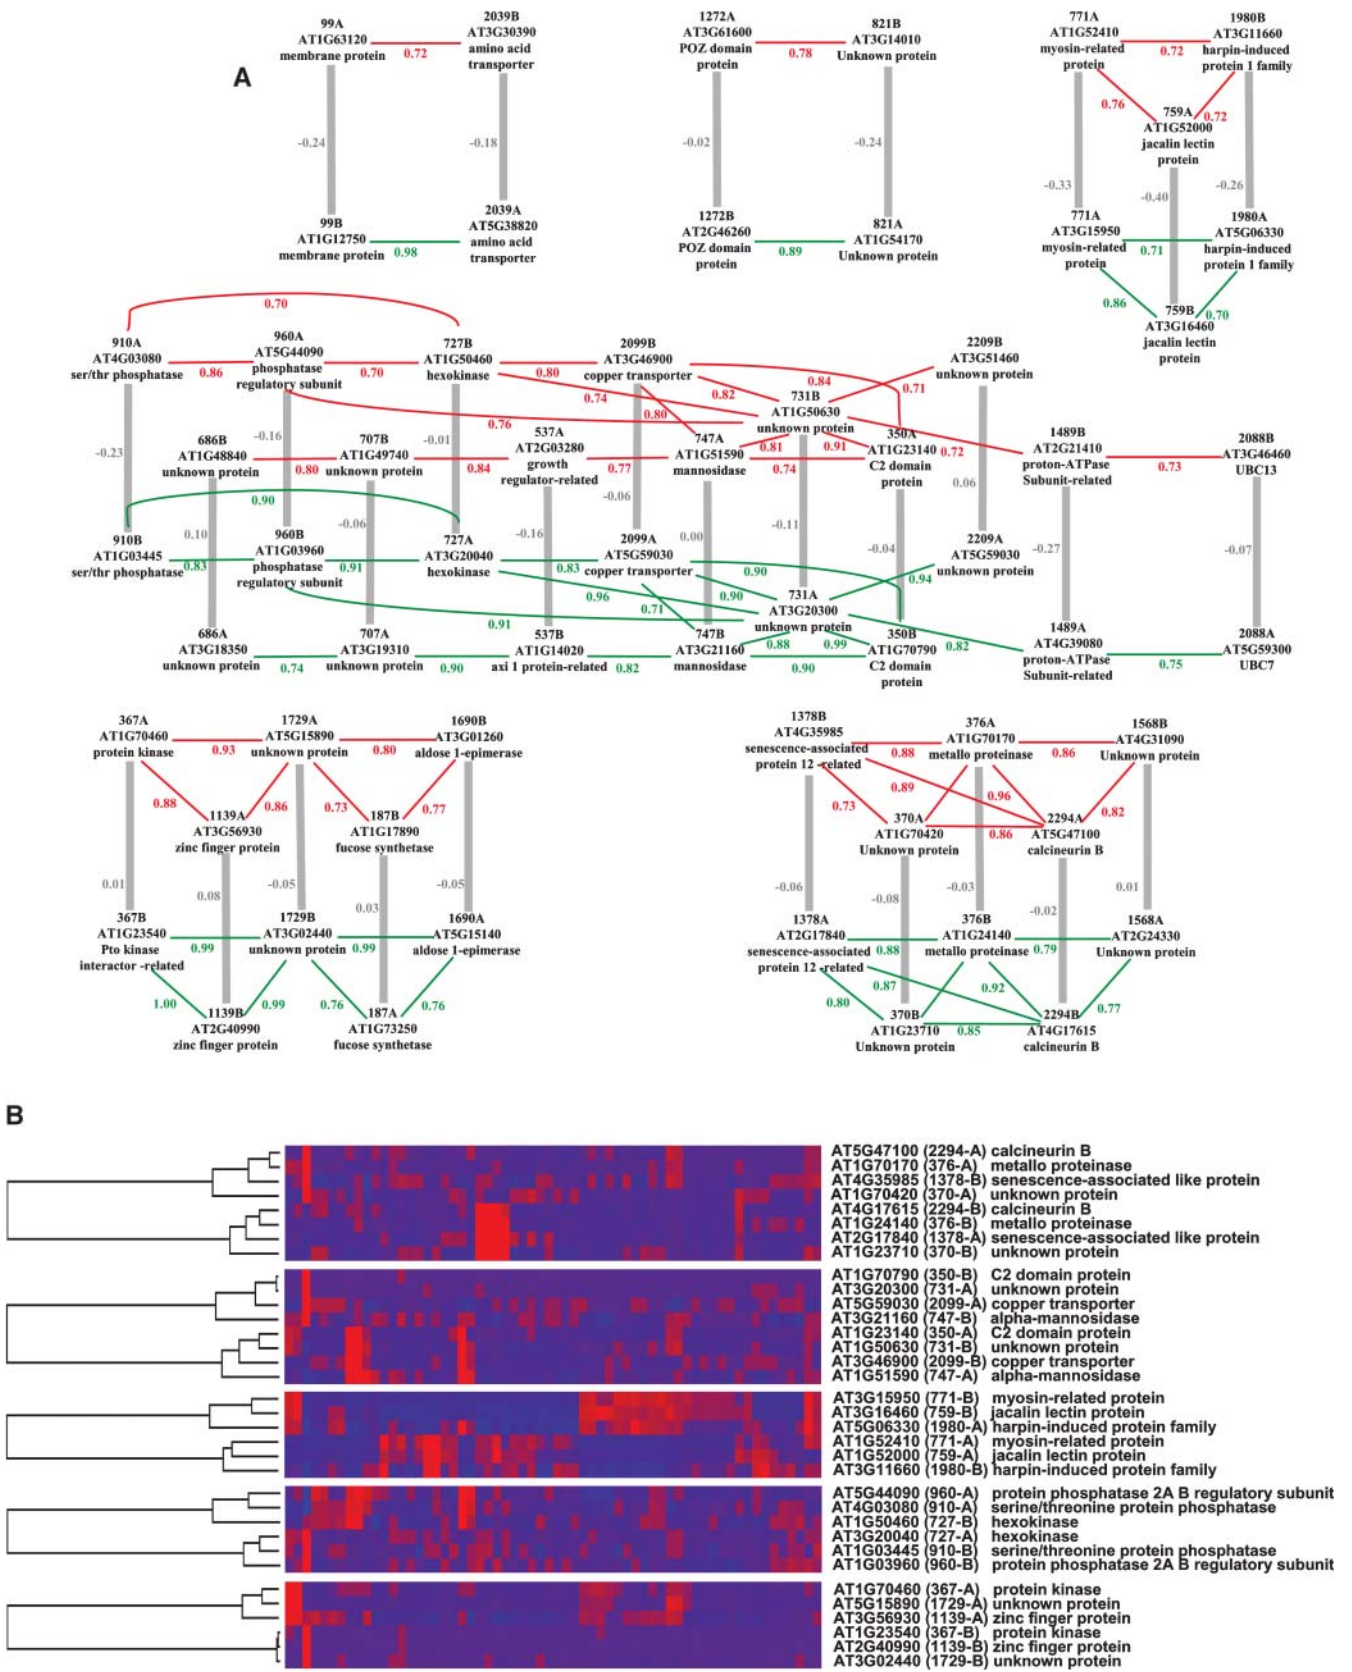 A
99A
AT1G63120
membrane protein
0.72
2039B
AT3G30390
amino acid
transporter
-0.24
-0.18
99B
AT1G12750
membrane protein
0.98
2039A
AT5G38820
amino acid
transporter
1272A
AT3G61600
POZ domain
protein
0.78
821B
AT3G14010
Unknown protein
-0.02
-0.24
1272B
AT2G46260
POZ domain
protein
0.89
821A
AT1G54170
Unknown protein
771A
AT1G52410
myosin-related
protein
0.72
1980B
AT3G11660
harpin-induced
protein 1 family
0.76
0.72
759A
AT1G52000
jacalin lectin
protein
-0.33
-0.40
-0.26
771A
AT3G15950
myosin-related
protein
0.71
1980A
AT5G06330
harpin-induced
protein 1 family
0.86
0.70
759B
AT3G16460
jacalin lectin
protein
0.70
910A
AT4G03080
ser/thr phosphatase
0.86
960A
AT5G44090
phosphatase
regulatory subunit
0.70
727B
AT1G50460
hexokinase
0.80
2099B
AT3G46900
copper transporter
0.84
0.71
2209B
AT3G51460
unknown protein
0.74
0.82
0.80
0.76
731B
AT1G50630
unknown protein
-0.23
-0.16
-0.01
686B
AT1G48840
unknown protein
0.80
707B
AT1G49740
unknown protein
0.84
537A
AT2G03280
growth
regulator-related
0.77
747A
AT1G51590
mannosidase
0.81
0.91
0.74
350A
AT1G23140
C2 domain
protein
0.72
1489B
AT2G21410
proton-ATPase
Subunit-related
0.73
2088B
AT3G46460
UBC13
0.90
0.10
-0.06
-0.16
-0.06
0.00
-0.11
-0.04
0.06
-0.27
-0.07
910B
AT1G03445
ser/thr phosphatase
0.83
960B
AT1G03960
phosphatase
regulatory subunit
0.91
727A
AT3G20040
hexokinase
0.83
2099A
AT5G59030
copper transporter
0.90
2209A
AT5G59030
unknown protein
0.94
0.96
0.90
0.71
0.91
731A
AT3G20300
unknown protein
686A
AT3G18350
unknown protein
0.74
707A
AT3G19310
unknown protein
0.90
537B
AT1G14020
axi 1 protein-related
0.82
747B
AT3G21160
mannosidase
0.88
0.99
0.90
350B
AT1G70790
C2 domain
protein
0.82
1489A
AT4G39080
proton-ATPase
Subunit-related
0.75
2088A
AT5G59300
UBC7
367A
AT1G70460
protein kinase
0.93
1729A
AT5G15890
unknown protein
0.80
1690B
AT3G01260
aldose 1-epimerase
0.88
0.86
0.73
0.77
1139A
AT3G56930
zinc finger protein
187B
AT1G17890
fucose synthetase
0.01
0.08
-0.05
0.03
-0.05
367B
AT1G23540
Pto kinase
interactor -related
0.99
1729B
AT3G02440
unknown protein
0.99
1690A
AT5G15140
aldose 1-epimerase
1.00
0.99
0.76
0.76
1139B
AT2G40990
zinc finger protein
187A
AT1G73250
fucose synthetase
1378B
AT4G35985
senescence-associated
protein 12 -related
0.88
376A
AT1G70170
metallo proteinase
0.86
1568B
AT4G31090
Unknown protein
0.89
0.96
0.73
0.82
370A
AT1G70420
Unknown protein
0.86
2294A
AT5G47100
calcineurin B
-0.06
-0.08
-0.03
-0.02
0.01
1378A
AT2G17840
senescence-associated
protein 12 -related
0.88
376B
AT1G24140
metallo proteinase
0.79
1568A
AT2G24330
Unknown protein
0.87
0.92
0.80
0.77
370B
AT1G23710
Unknown protein
0.85
2294B
AT4G17615
calcineurin B
B
AT5G47100 (2294-A) calcineurin B
AT1G70170 (376-A) metallo proteinase
AT4G35985 (1378-B) senescence-associated like protein
AT1G70420 (370-A) unknown protein
AT4G17615 (2294-B) calcineurin B
AT1G24140 (376-B) metallo proteinase
AT2G17840 (1378-A) senescence-associated like protein
AT1G23710 (370-B) unknown protein
AT1G70790 (350-B) C2 domain protein
AT3G20300 (731-A) unknown protein
AT5G59030 (2099-A) copper transporter
AT3G21160 (747-B) alpha-mannosidase
AT1G23140 (350-A) C2 domain protein
AT1G50630 (731-B) unknown protein
AT3G46900 (2099-B) copper transporter
AT1G51590 (747-A) alpha-mannosidase
AT3G15950 (771-B) myosin-related protein
AT3G16460 (759-B) jacalin lectin protein
AT5G06330 (1980-A) harpin-induced protein family
AT1G52410 (771-A) myosin-related protein
AT1G52000 (759-A) jacalin lectin protein
AT3G11660 (1980-B) harpin-induced protein family
AT5G44090 (960-A) protein phosphatase 2A B regulatory subunit
AT4G03080 (910-A) serine/threonine protein phosphatase
AT1G50460 (727-B) hexokinase
AT3G20040 (727-A) hexokinase
AT1G03445 (910-B) serine/threonine protein phosphatase
AT1G03960 (960-B) protein phosphatase 2A B regulatory subunit
AT1G70460 (367-A) protein kinase
AT5G15890 (1729-A) unknown protein
AT3G56930 (1139-A) zinc finger protein
AT1G23540 (367-B) protein kinase
AT2G40990 (1139-B) zinc finger protein
AT3G02440 (1729-B) unknown protein